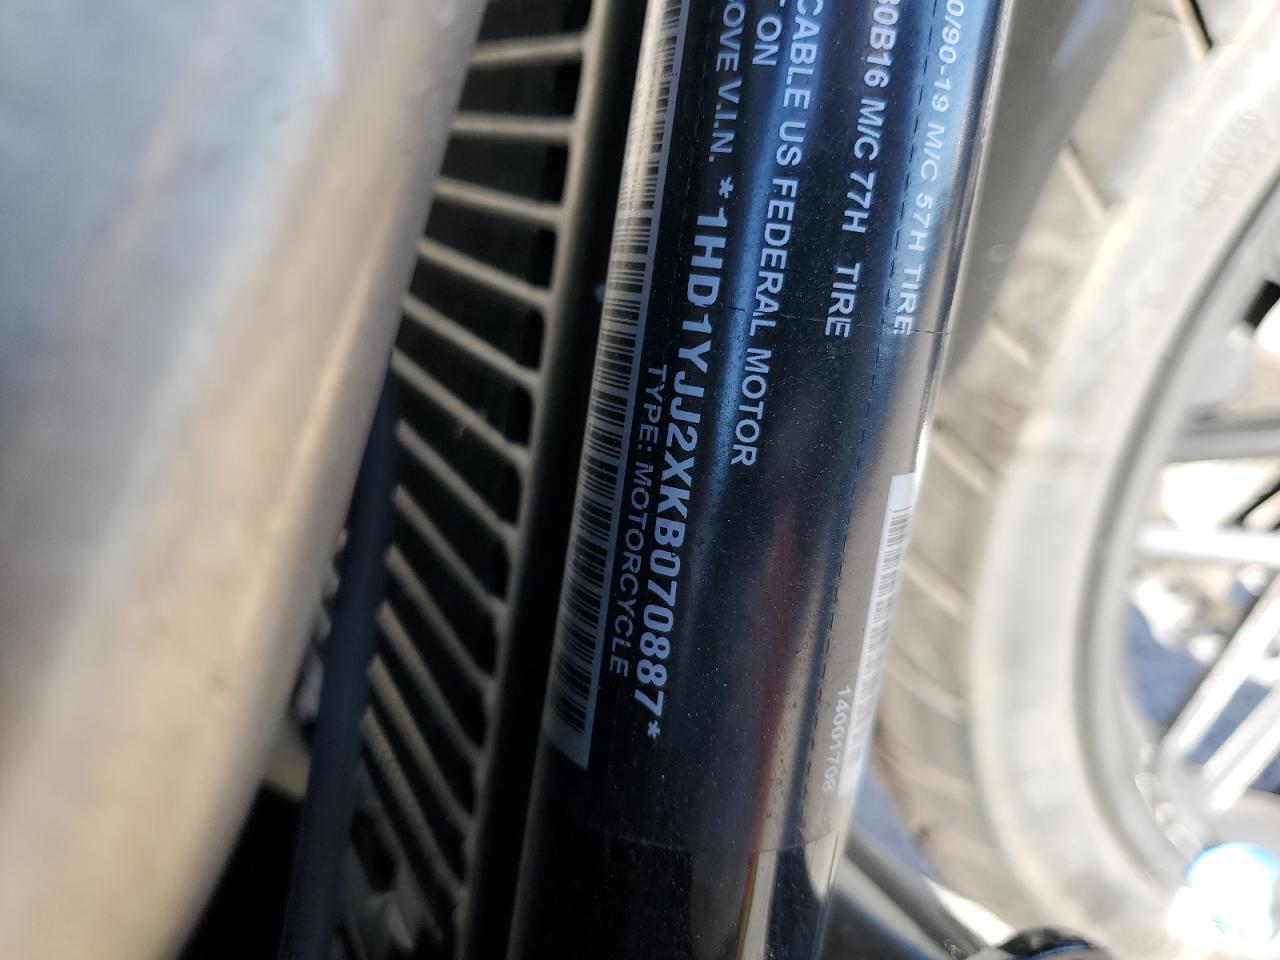 0/90-19 M/C 57H TIRE
80B16 M/C 77H TIRE
CABLE US FEDERAL MOTOR
ON
OVE V.I.N. *1HD1YJJ2XKB070887*
TYPE: MOTORCYCLE
14001708